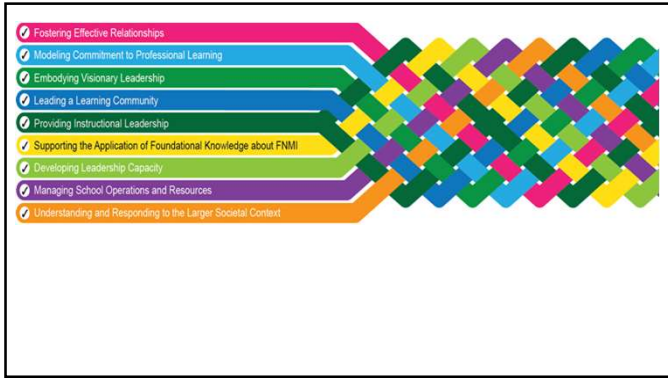 Fostering Effective Relationships
Modeling Commitment to Professional Learning
Embodying Visionary Leadership
Leading a Learning Community
Providing Instructional Leadership
Supporting the Application of Foundational Knowledge about FNMI
Developing Leadership Capacity
Managing School Operations and Resources
Understanding and Responding to the Larger Societal Context